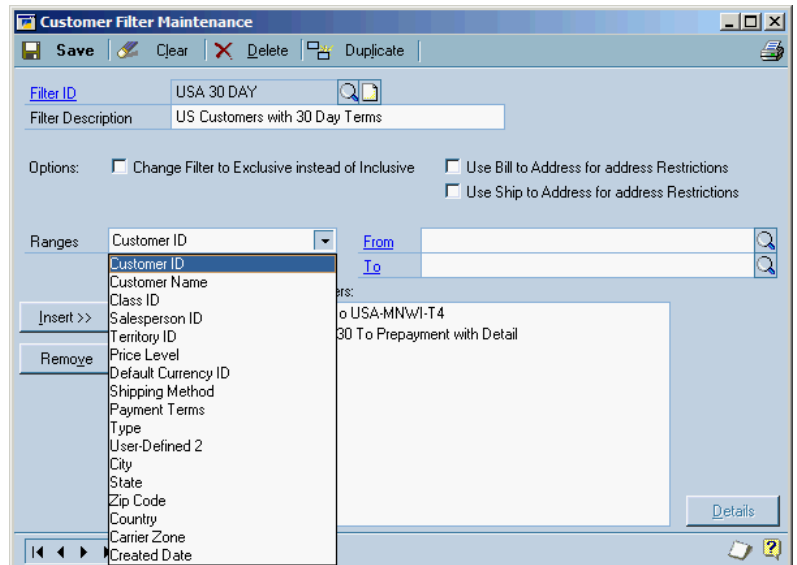 Customer Filter Maintenance
Save Clear Delete Duplicate
Filter ID USA 30 DAY
Filter Description US Customers with 30 Day Terms
Options: Change Filter to Exclusive instead of Inclusive Use Bill to Address for address Restrictions
Use Ship to Address for address Restrictions
Ranges Customer ID From
To
Customer ID
Customer Name
Class ID
Salesperson ID
Territory ID
Price Level
Default Currency ID
Shipping Method
Payment Terms
Type
User-Defined 2
City
State
Zip Code
Country
Carrier Zone
Created Date
Insert >>
Remove
o USA-MNWI-T4
30 To Prepayment with Detail
Details